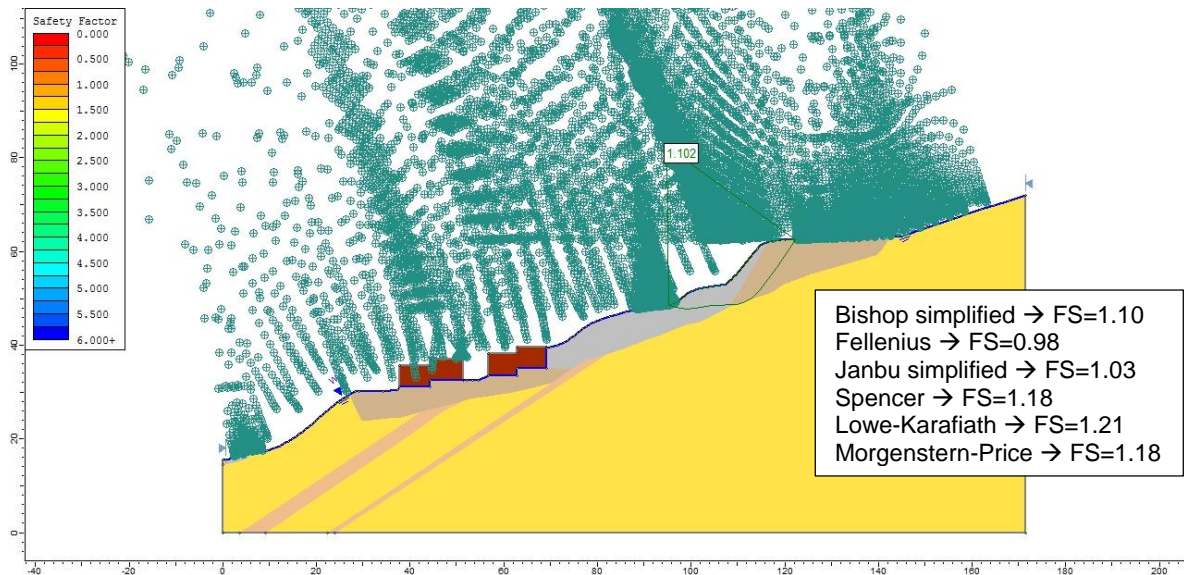 Safety Factor
0.000
0.500
1.000
1.500
2.000
2.500
3.000
3.500
4.000
4.500
5.000
5.500
6.000+
1.102
W
Bishop simplified → FS=1.10
Fellenius → FS=0.98
Janbu simplified → FS=1.03
Spencer → FS=1.18
Lowe-Karafiath → FS=1.21
Morgenstern-Price → FS=1.18
100
80
60
40
20
0
-40 -20 0 20 40 60 80 100 120 140 160 180 200